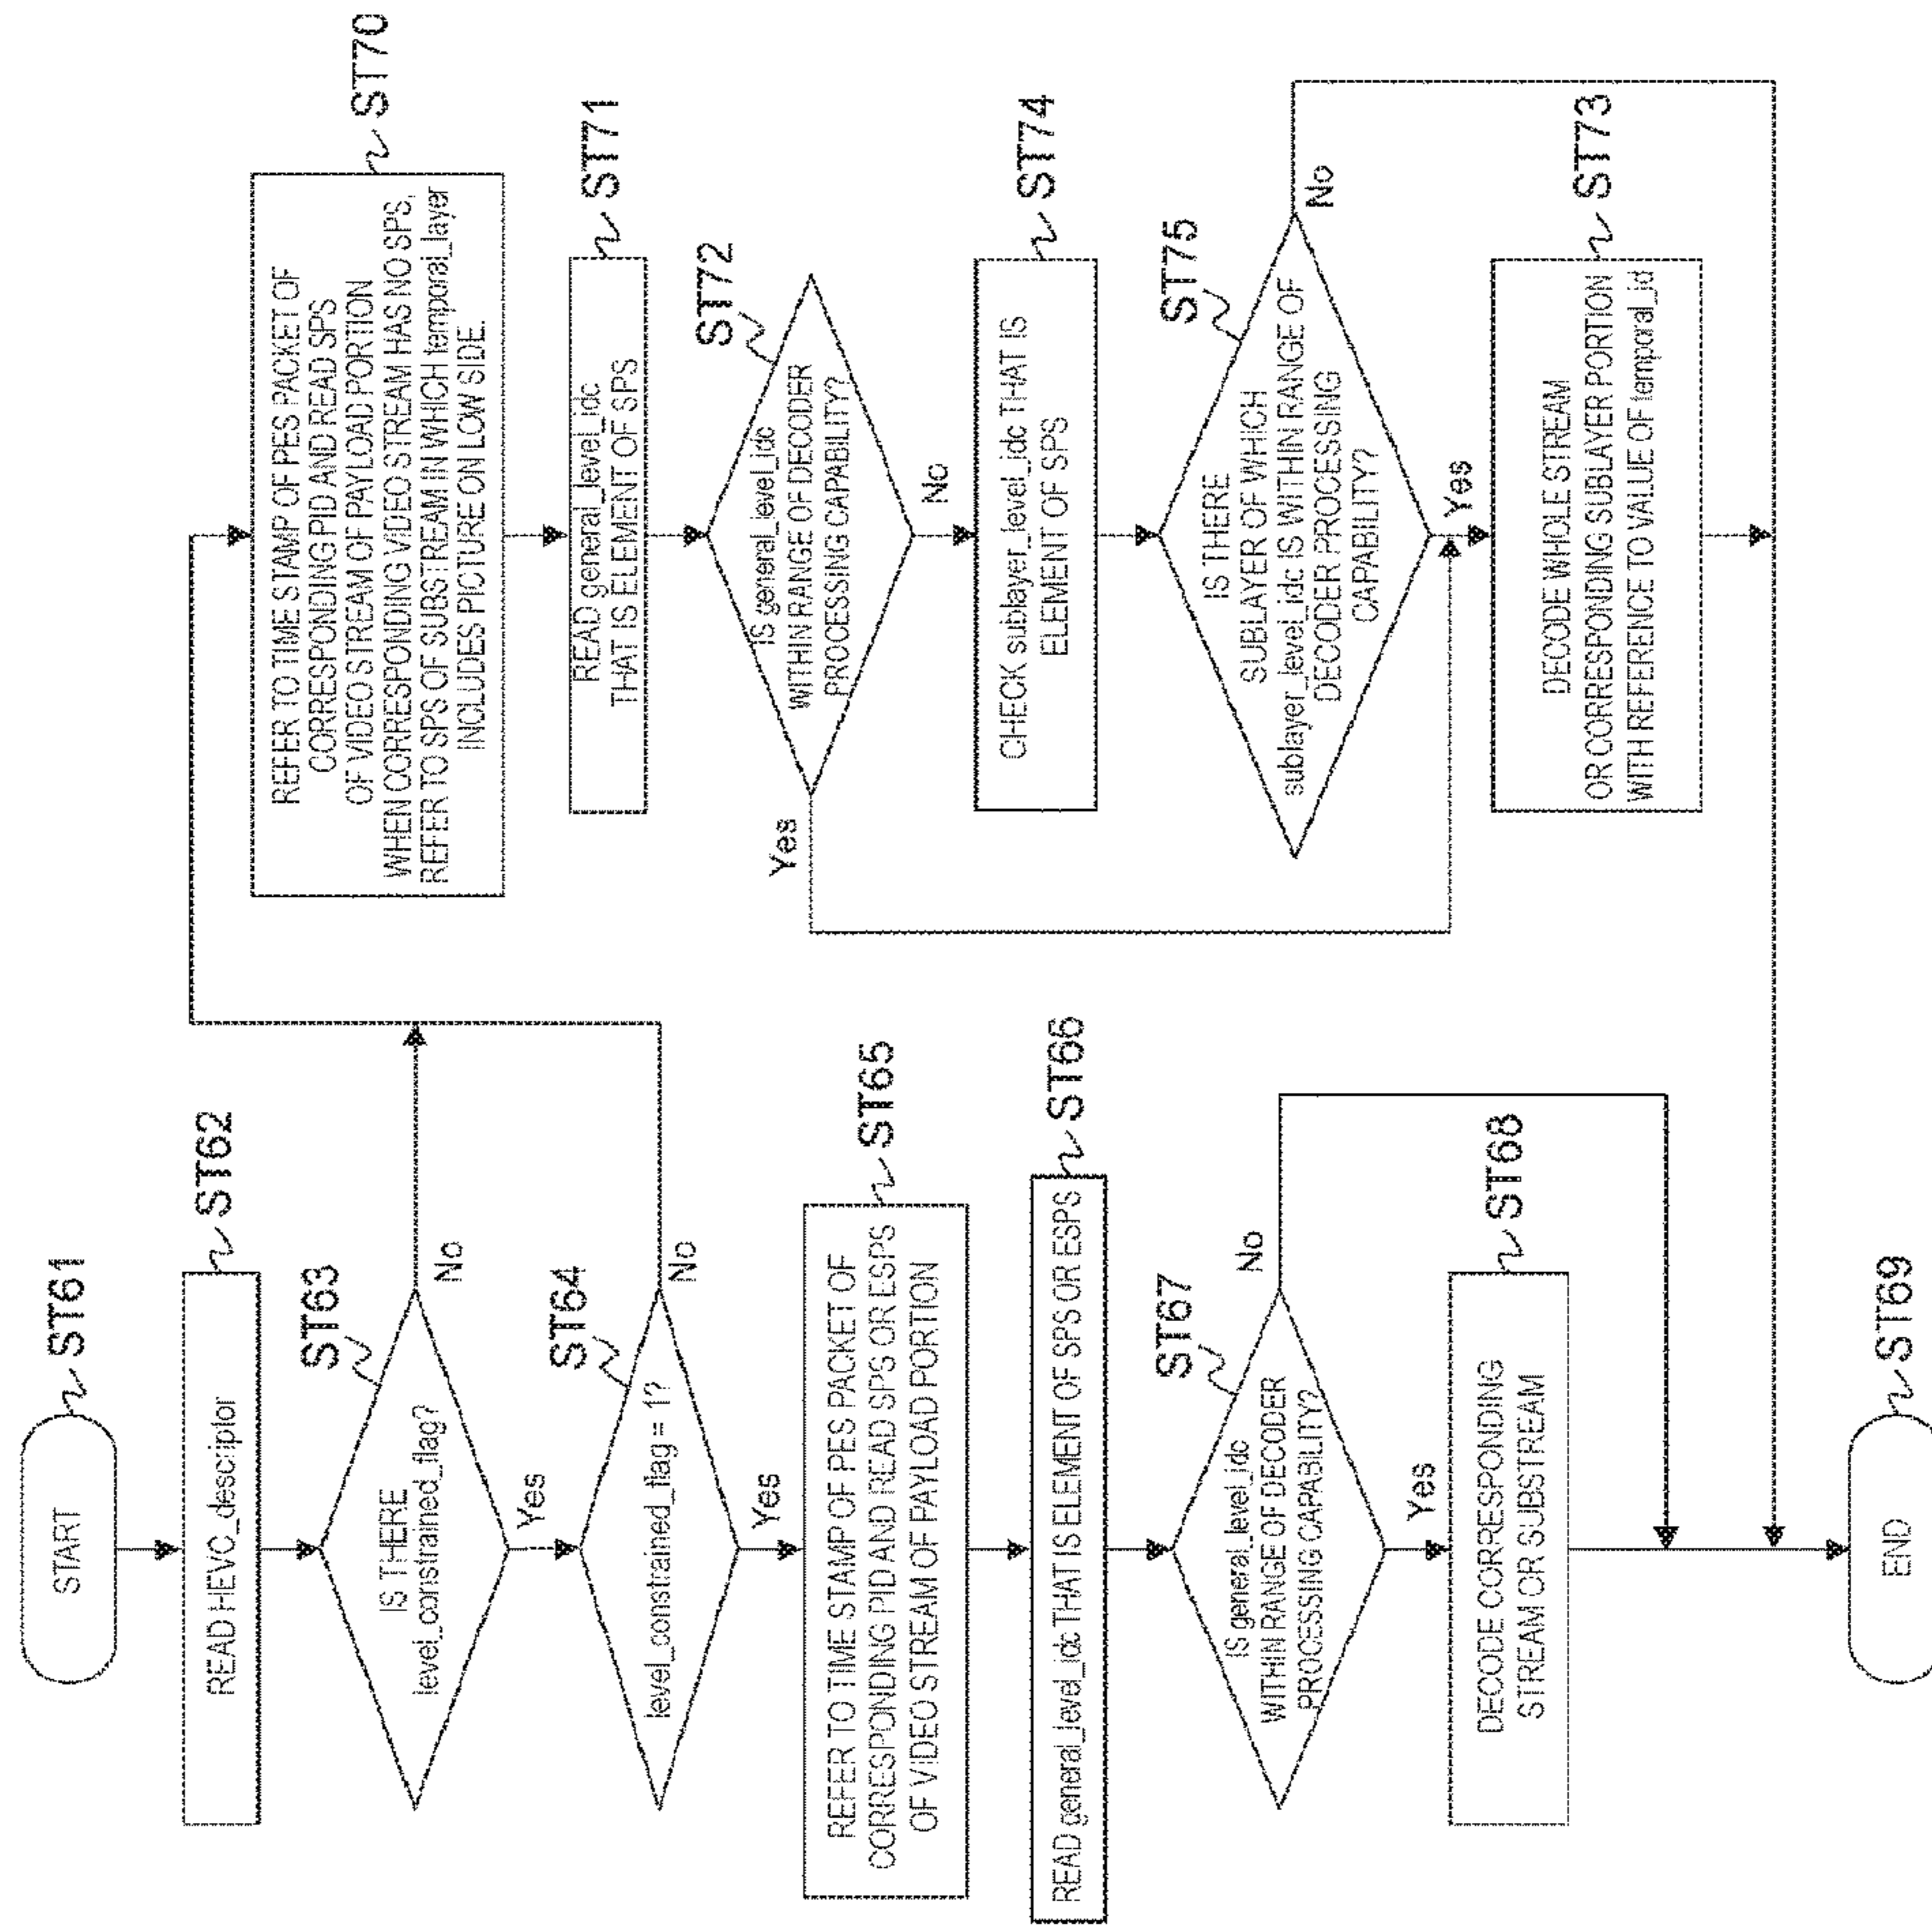 START
ST61
READ HEVC_descriptor
ST62
IS THERE
level_constrained_flag?
ST63
No
Yes
level_constrained_flag = 1?
ST64
No
Yes
REFER TO TIME STAMP OF PES PACKET OF
CORRESPONDING PID AND READ SPS OR ESPS
OF VIDEO STREAM OF PAYLOAD PORTION
ST65
READ general_level_idc THAT IS ELEMENT OF SPS OR ESPS
ST66
IS general_level_idc
WITHIN RANGE OF DECODER
PROCESSING CAPABILITY?
ST67
No
Yes
DECODE CORRESPONDING
STREAM OR SUBSTREAM
ST68
END
ST69
REFER TO TIME STAMP OF PES PACKET OF
CORRESPONDING PID AND READ SPS
OF VIDEO STREAM OF PAYLOAD PORTION
WHEN CORRESPONDING VIDEO STREAM HAS NO SPS,
REFER TO SPS OF SUBSTREAM IN WHICH temporal_layer
INCLUDES PICTURE ON LOW SIDE.
ST70
READ general_level_idc
THAT IS ELEMENT OF SPS
ST71
IS general_level_idc
WITHIN RANGE OF DECODER
PROCESSING CAPABILITY?
ST72
Yes
No
CHECK sublayer_level_idc THAT IS
ELEMENT OF SPS
ST74
IS THERE
SUBLAYER OF WHICH
sublayer_level_idc IS WITHIN RANGE OF
DECODER PROCESSING
CAPABILITY?
ST75
No
Yes
DECODE WHOLE STREAM
OR CORRESPONDING SUBLAYER PORTION
WITH REFERENCE TO VALUE OF temporal_id
ST73